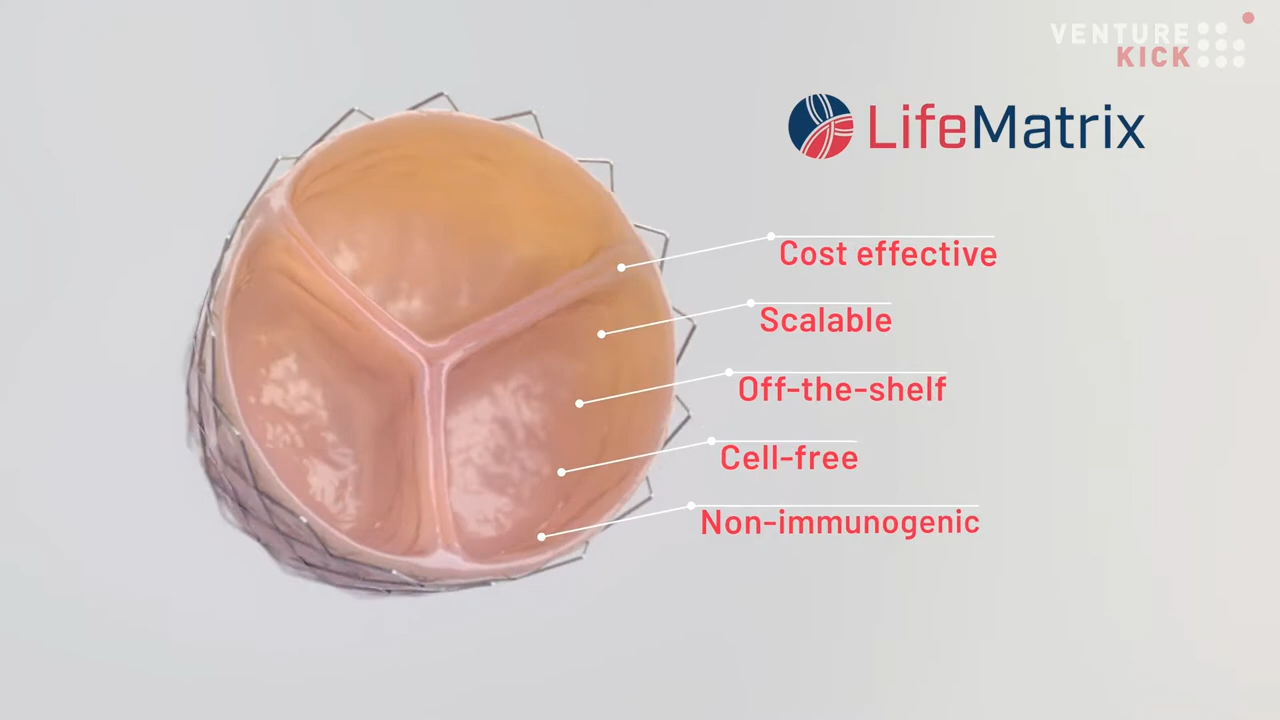 VENTURE
KICK
LifeMatrix
Cost effective
Scalable
Off-the-shelf
Cell-free
Non-immunogenic